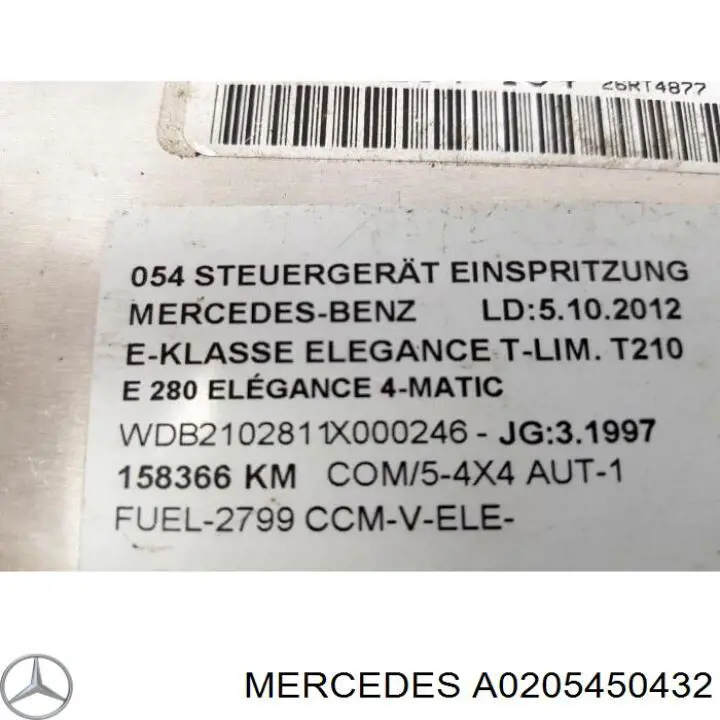 26RT4877
054 STEUERGERÄT EINSPRITZUNG
MERCEDES-BENZ LD:5.10.2012
E-KLASSE ELEGANCE T-LIM. T210
E 280 ELÉGANCE 4-MATIC
WDB2102811X000246 - JG:3.1997
158366 KM COM/5-4X4 AUT-1
FUEL-2799 CCM-V-ELE-
MERCEDES A0205450432